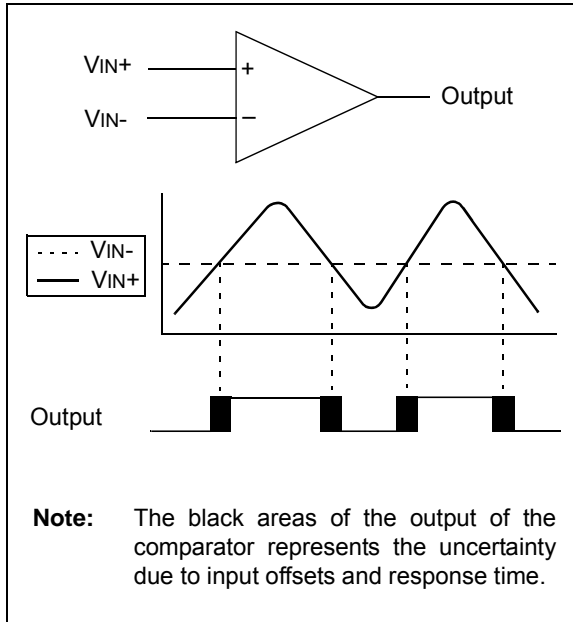 VIN+
+
Output
VIN-
–
VIN-
VIN+
Output
Note: The black areas of the output of the
comparator represents the uncertainty
due to input offsets and response time.